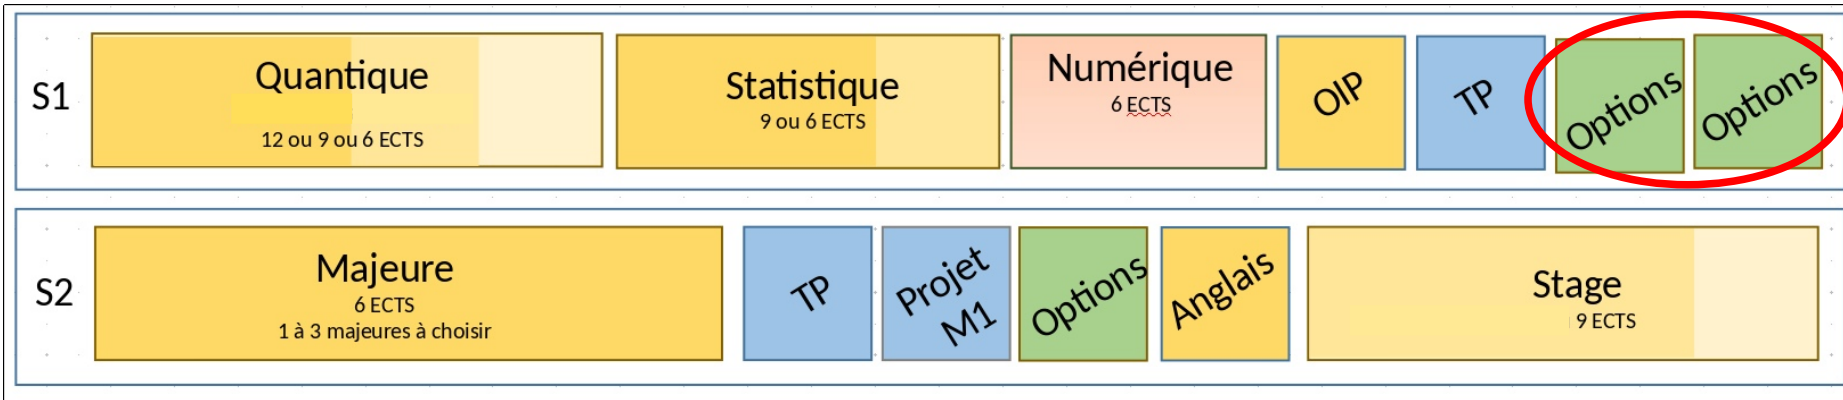 S1
Quantique
12 ou 9 ou 6 ECTS
Statistique
9 ou 6 ECTS
Numérique
6 ECTS
OIP
TP
Options
Options
S2
Majeure
6 ECTS
1 à 3 majeures à choisir
TP
Projet
M1
Options
Anglais
Stage
9 ECTS